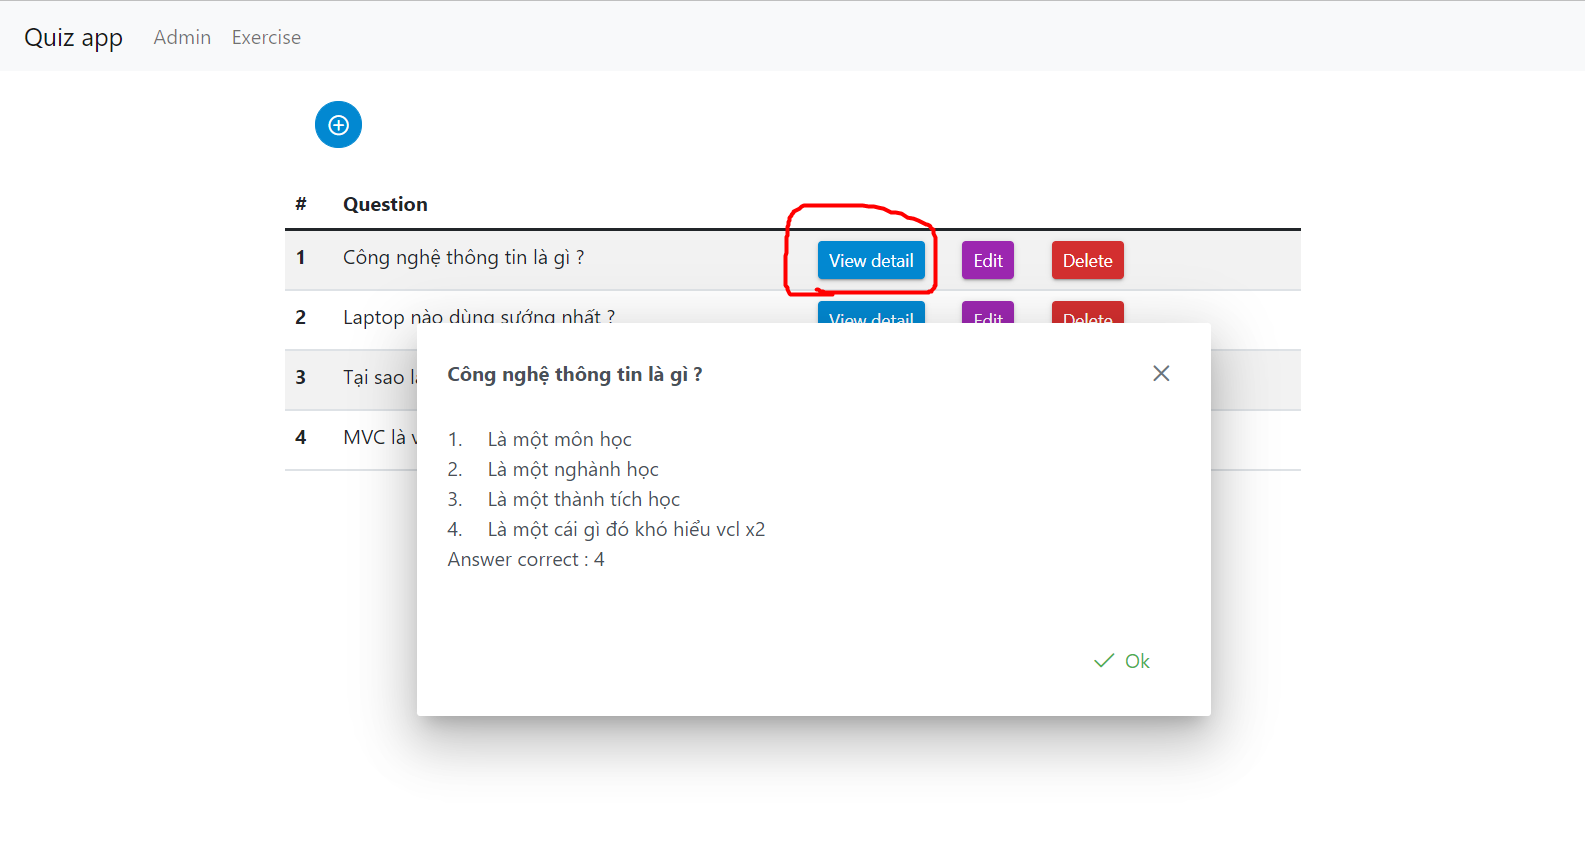 Quiz app Admin Exercise
# Question
1 Công nghệ thông tin là gì ? View detail Edit Delete
2 Laptop nào dùng sướng nhất ? View detail Edit Delete
3 Tại sao
4 MVC là
Công nghệ thông tin là gì ?
1. Là một môn học
2. Là một nghành học
3. Là một thành tích học
4. Là một cái gì đó khó hiểu vcl x2
Answer correct : 4
Ok